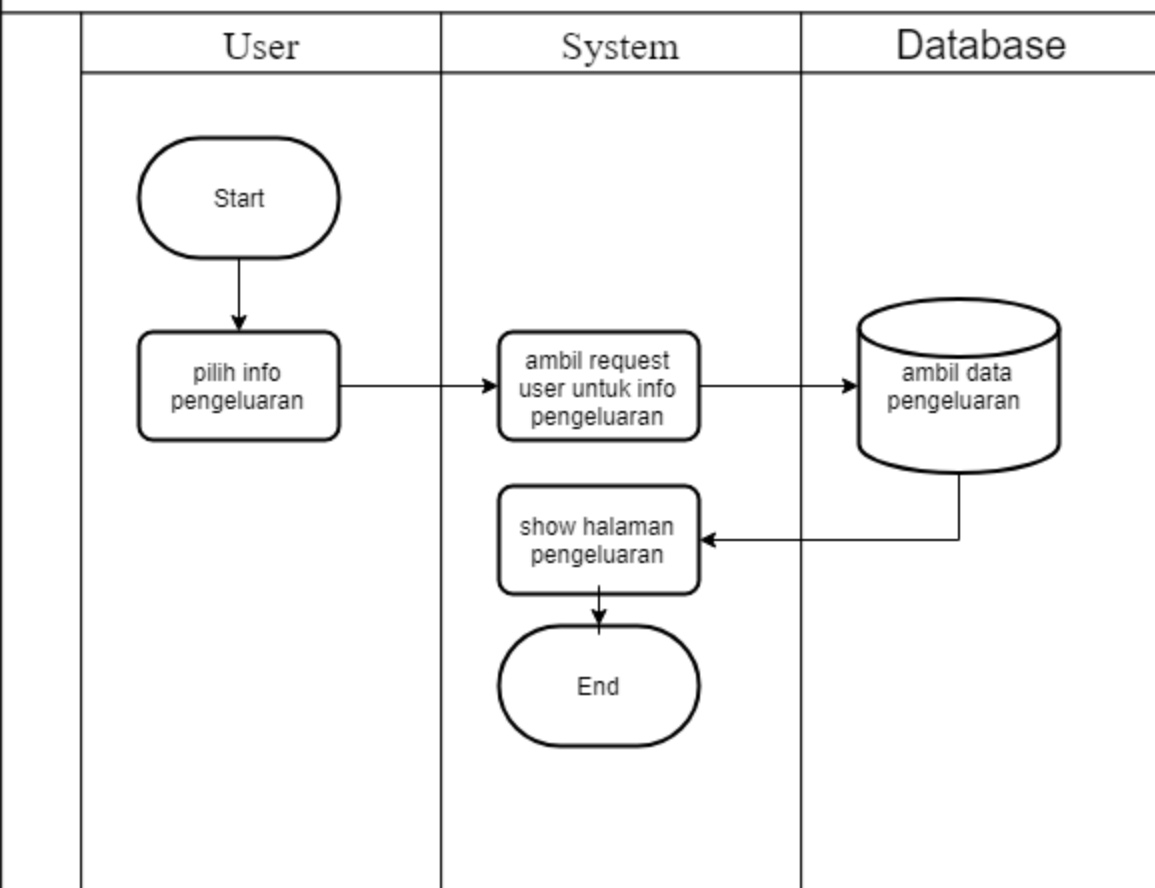 User
System
Database
Start
pilih info
pengeluaran
ambil request
user untuk info
pengeluaran
ambil data
pengeluaran
show halaman
pengeluaran
End